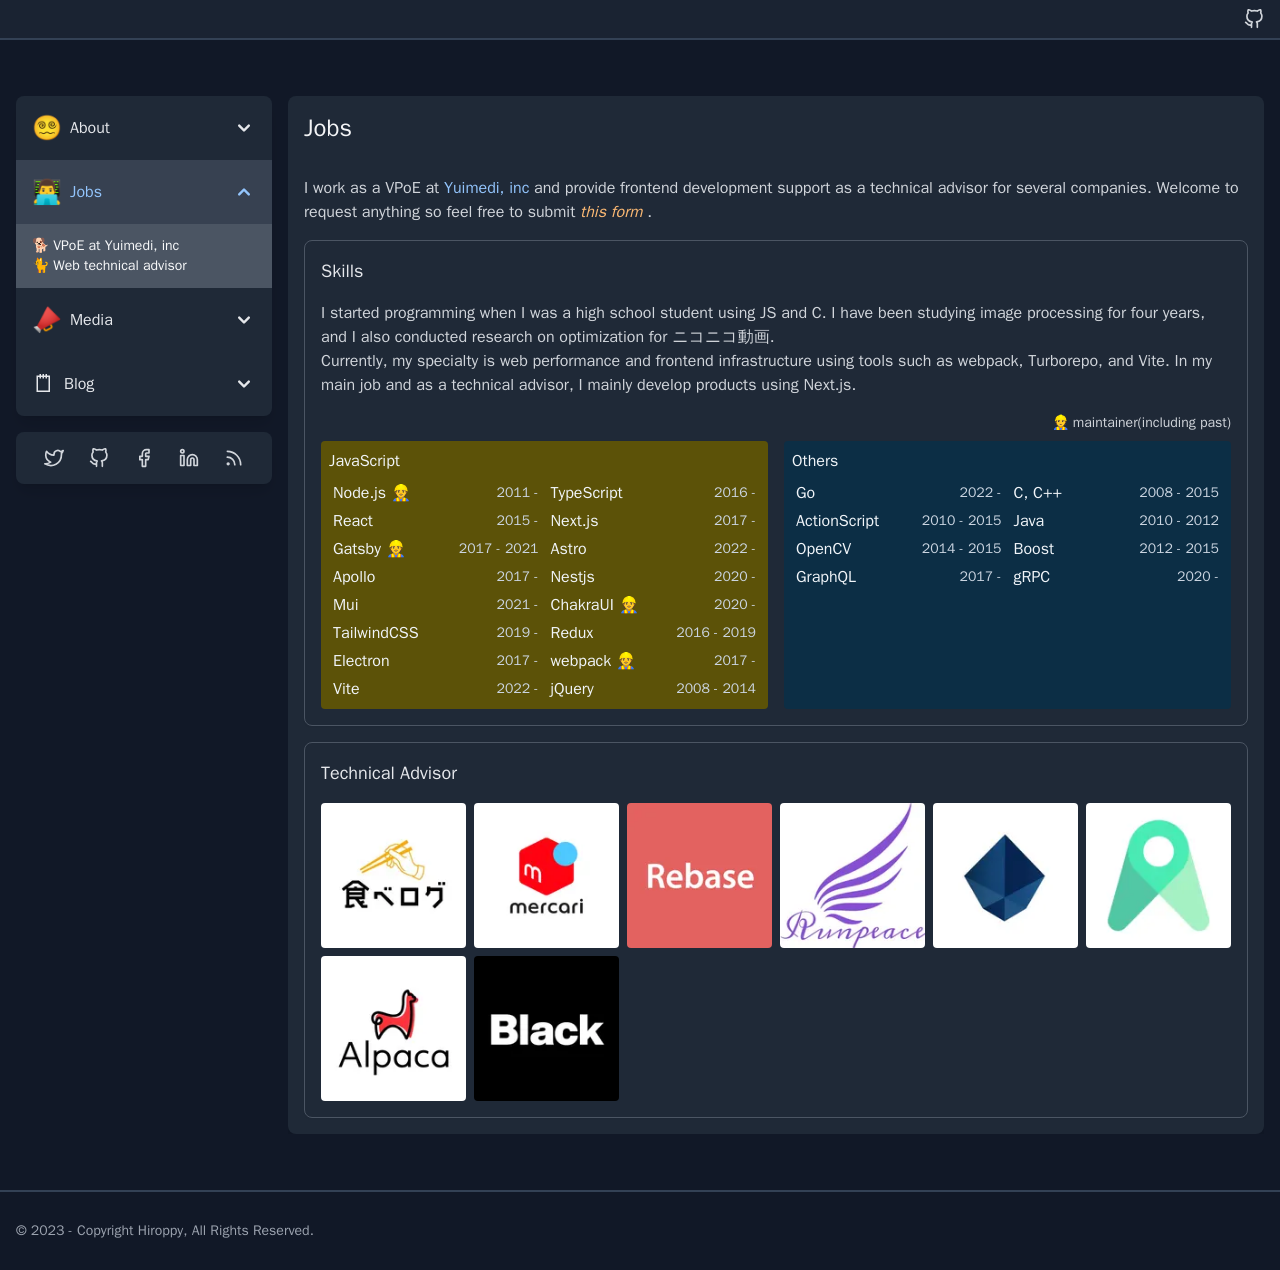 About
Jobs
VPoE at Yuimedi, inc
Web technical advisor
Media
Blog
Jobs
I work as a VPoE at Yuimedi, inc and provide frontend development support as a technical advisor for several companies. Welcome to
request anything so feel free to submit this form .
Skills
I started programming when I was a high school student using JS and C. I have been studying image processing for four years,
and I also conducted research on optimization for ニコニコ動画.
Currently, my specialty is web performance and frontend infrastructure using tools such as webpack, Turborepo, and Vite. In my
main job and as a technical advisor, I mainly develop products using Next.js.
👷 maintainer(including past)
JavaScript
Node.js 👷 2011 - TypeScript 2016 -
React 2015 - Next.js 2017 -
Gatsby 👷 2017 - 2021 Astro 2022 -
Apollo 2017 - Nestjs 2020 -
Mui 2021 - ChakraUI 👷 2020 -
TailwindCSS 2019 - Redux 2016 - 2019
Electron 2017 - webpack 👷 2017 -
Vite 2022 - jQuery 2008 - 2014
Others
Go 2022 - C, C++ 2008 - 2015
ActionScript 2010 - 2015 Java 2010 - 2012
OpenCV 2014 - 2015 Boost 2012 - 2015
GraphQL 2017 - gRPC 2020 -
Technical Advisor
食べログ
mercari
Rebase
Runpeace
Alpaca
Black
© 2023 - Copyright Hiroppy, All Rights Reserved.